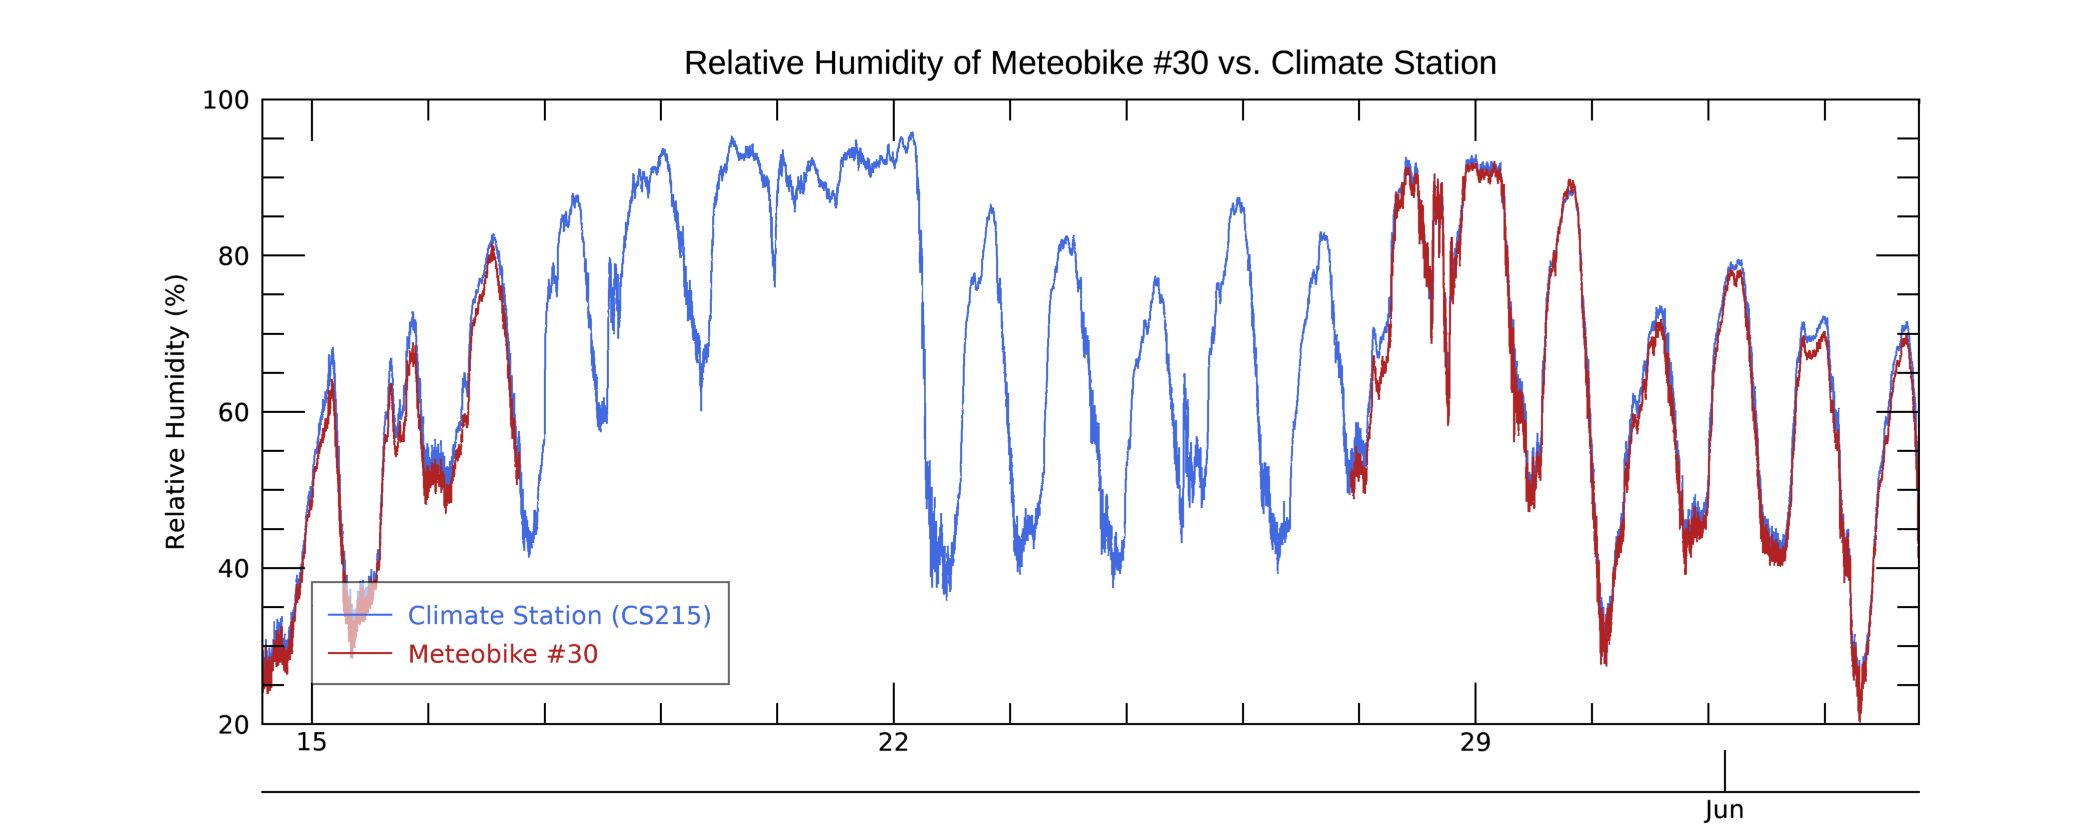 Relative Humidity of Meteobike #30 vs. Climate Station
Relative Humidity (%)
100
80
60
40
20
Climate Station (CS215)
Meteobike #30
15
22
29
Jun